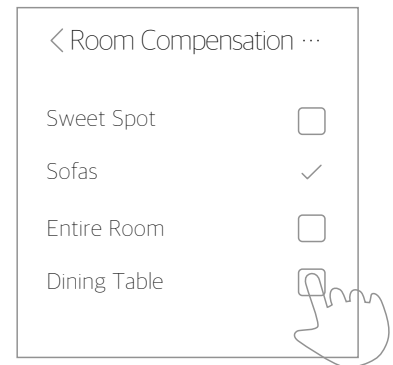 Room Compensation ...
Sweet Spot
Sofas
Entire Room
Dining Table